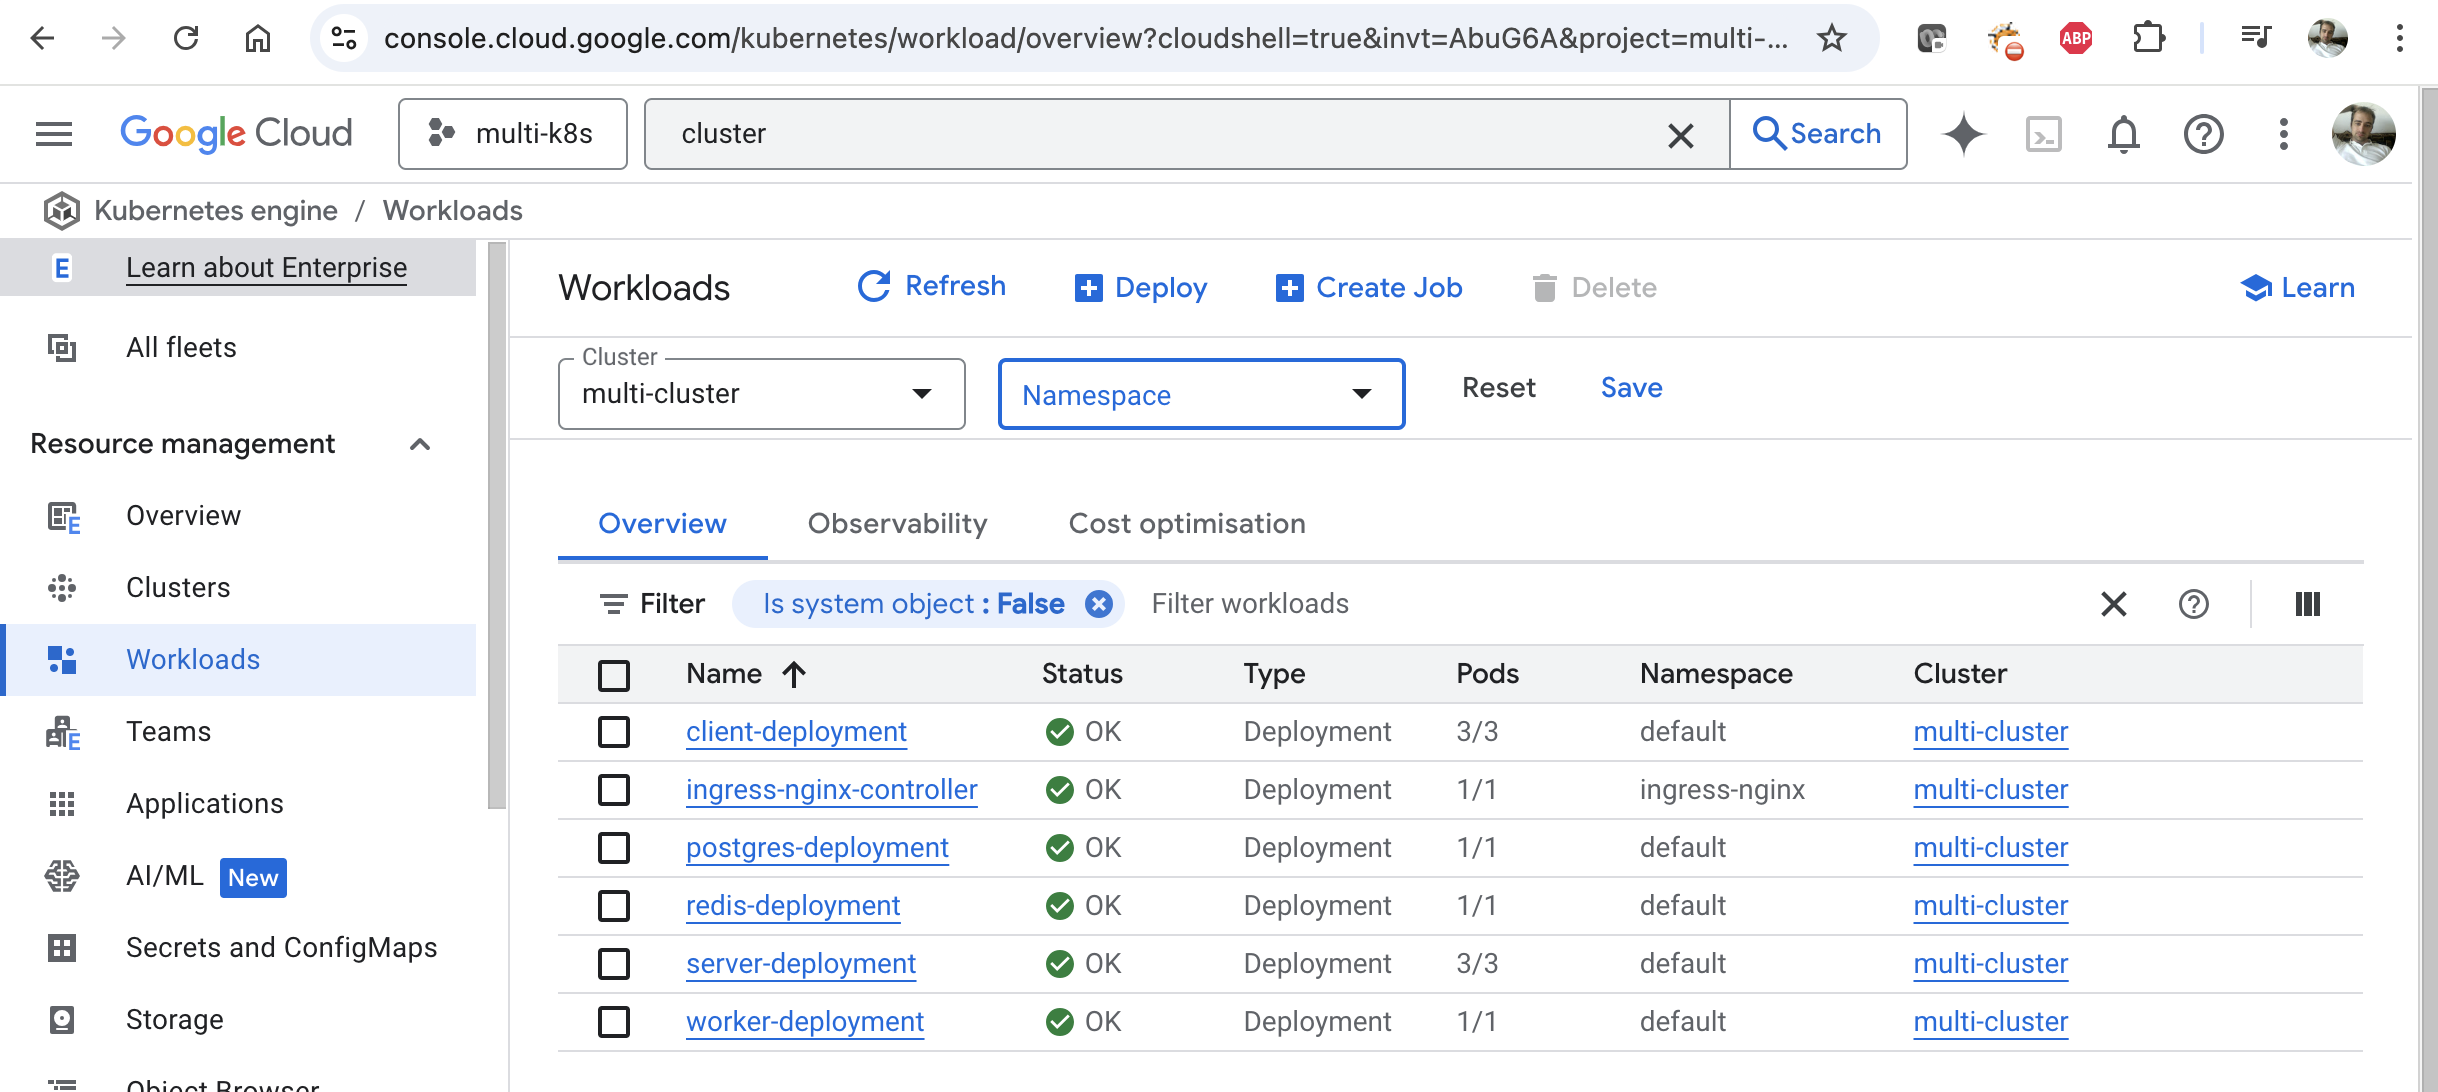 console.cloud.google.com/kubernetes/workload/overview?cloudshell=true&invt=AbuG6A&project=multi-...
ABP
Google Cloud
multi-k8s
cluster
Search
Kubernetes engine / Workloads
E Learn about Enterprise
All fleets
Resource management
E Overview
Clusters
Workloads
E Teams
Applications
AI/ML New
Secrets and ConfigMaps
Storage
Object Browser
Workloads
Refresh
Deploy
Create Job
Delete
Learn
Cluster
multi-cluster
Namespace
Reset
Save
Overview Observability Cost optimisation
Filter Is system object : False Filter workloads
Name Status Type Pods Namespace Cluster
client-deployment OK Deployment 3/3 default multi-cluster
ingress-nginx-controller OK Deployment 1/1 ingress-nginx multi-cluster
postgres-deployment OK Deployment 1/1 default multi-cluster
redis-deployment OK Deployment 1/1 default multi-cluster
server-deployment OK Deployment 3/3 default multi-cluster
worker-deployment OK Deployment 1/1 default multi-cluster